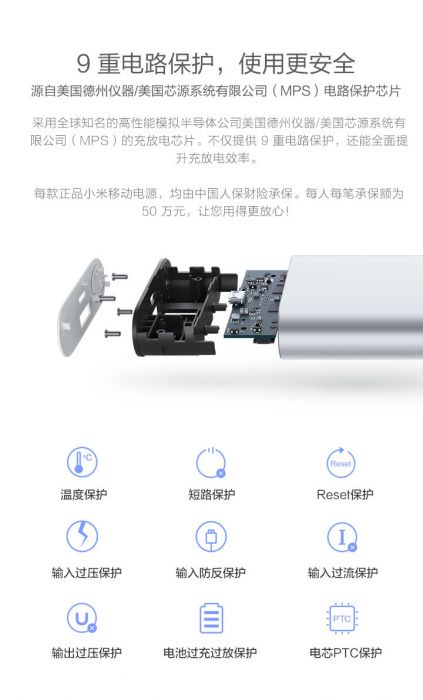 9 重电路保护，使用更安全
源自美国德州仪器/美国芯源系统有限公司（MPS）电路保护芯片
采用全球知名的高性能模拟半导体公司美国德州仪器/美国芯源系统有
限公司（MPS）的充放电芯片。不仅提供 9 重电路保护，还能全面提
升充放电效率。
每款正品小米移动电源，均由中国人保财险承保。每人每笔承保额为
50 万元，让您用得更放心！
°C
Reset
温度保护
短路保护
Reset保护
I
输入过压保护
输入防反保护
输入过流保护
U
PTC
输出过压保护
电池过充过放保护
电芯PTC保护